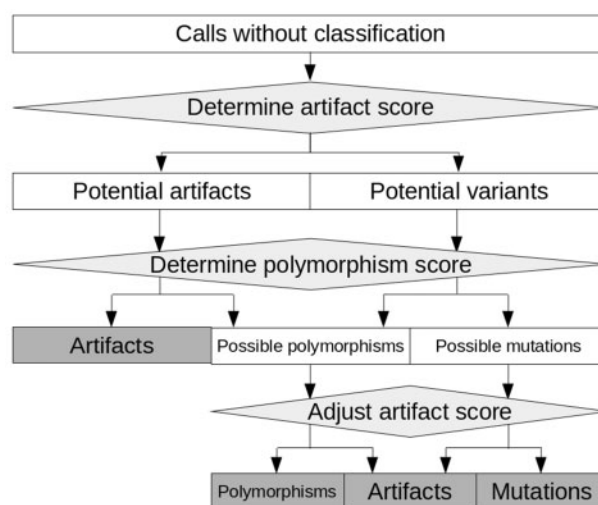 Calls without classification
Determine artifact score
Potential artifacts
Potential variants
Determine polymorphism score
Artifacts
Possible polymorphisms
Possible mutations
Adjust artifact score
Polymorphisms
Artifacts
Mutations